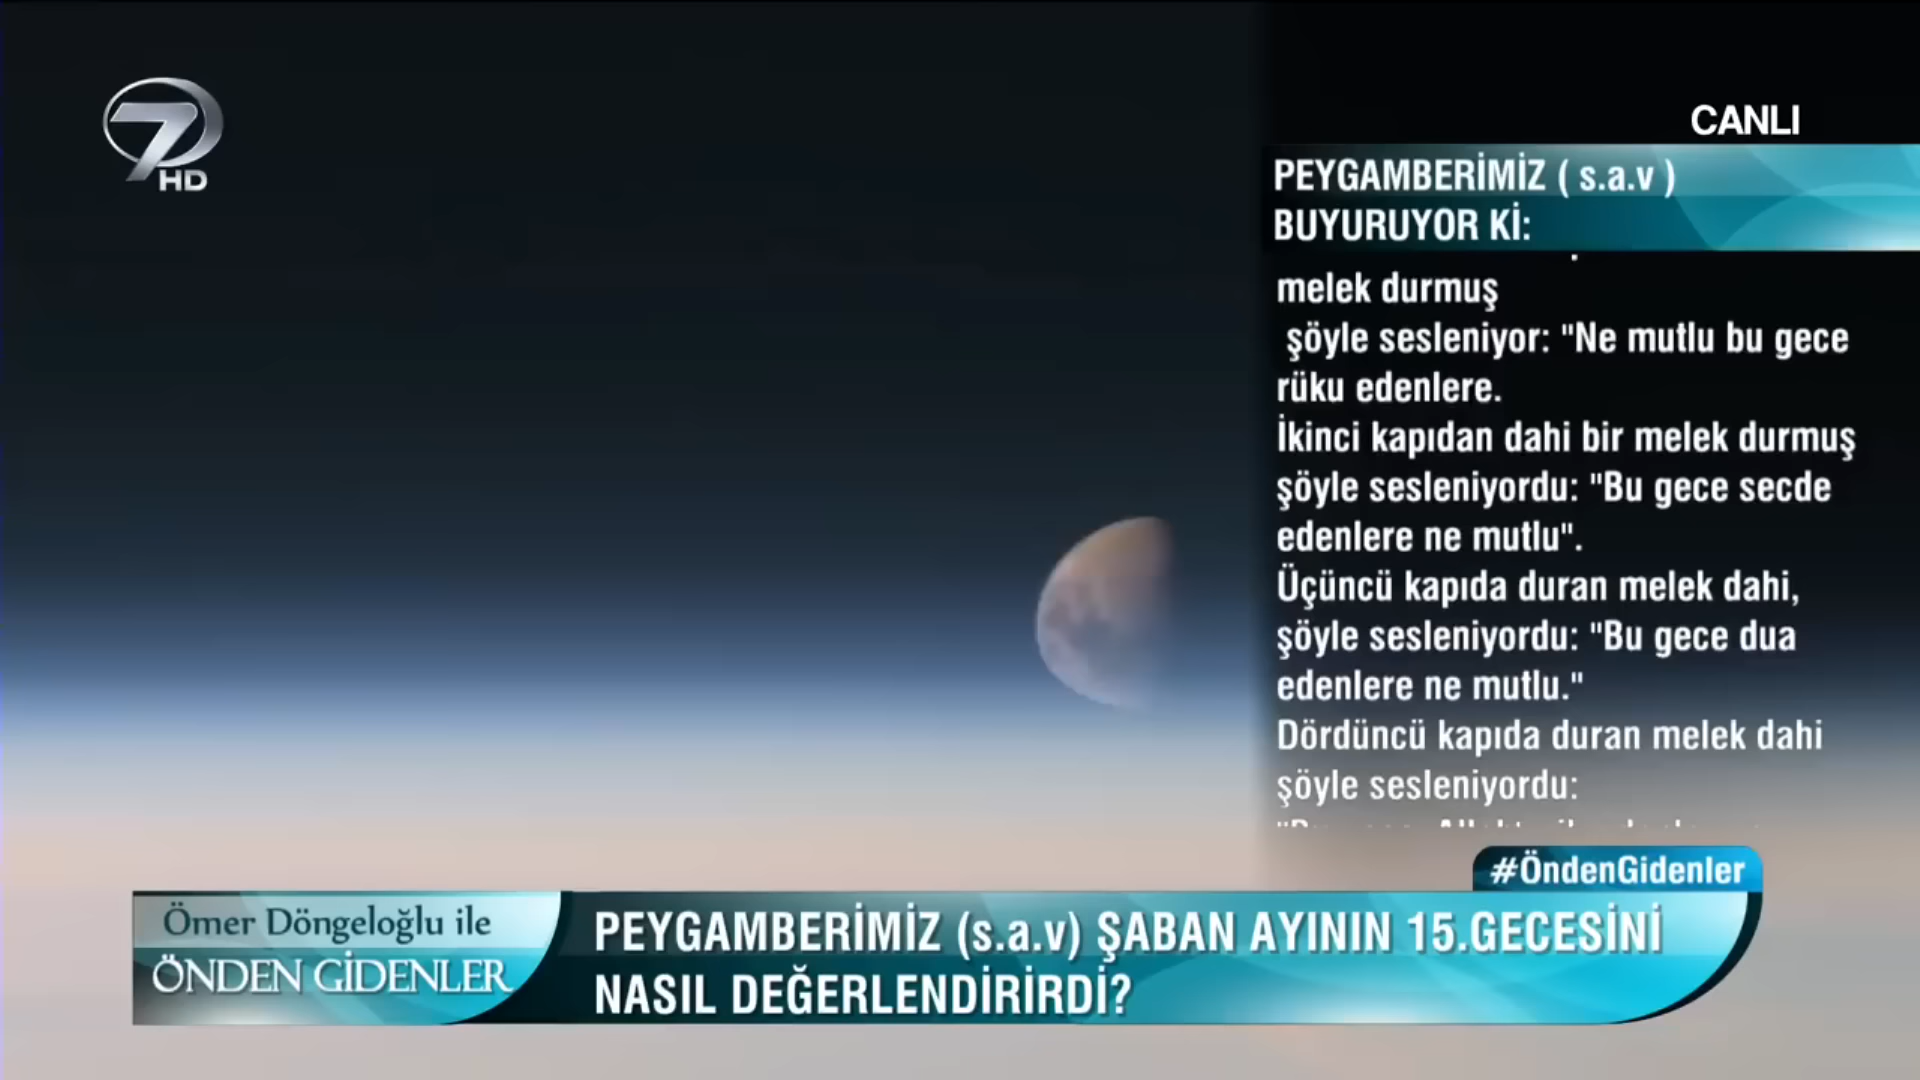 7
HD
CANLI
PEYGAMBERİMİZ ( s.a.v )
BUYURUYOR Kİ:
melek durmuş
şöyle sesleniyor: "Ne mutlu bu gece
rüku edenlere.
İkinci kapıdan dahi bir melek durmuş
şöyle sesleniyordu: "Bu gece secde
edenlere ne mutlu".
Üçüncü kapıda duran melek dahi,
şöyle sesleniyordu: "Bu gece dua
edenlere ne mutlu."
Dördüncü kapıda duran melek dahi
şöyle sesleniyordu:
#ÖndenGidenler
Ömer Döngeloğlu ile
ÖNDEN GİDENLER
PEYGAMBERİMİZ (s.a.v) ŞABAN AYININ 15.GECESİNİ
NASIL DEĞERLENDİRİRDİ?